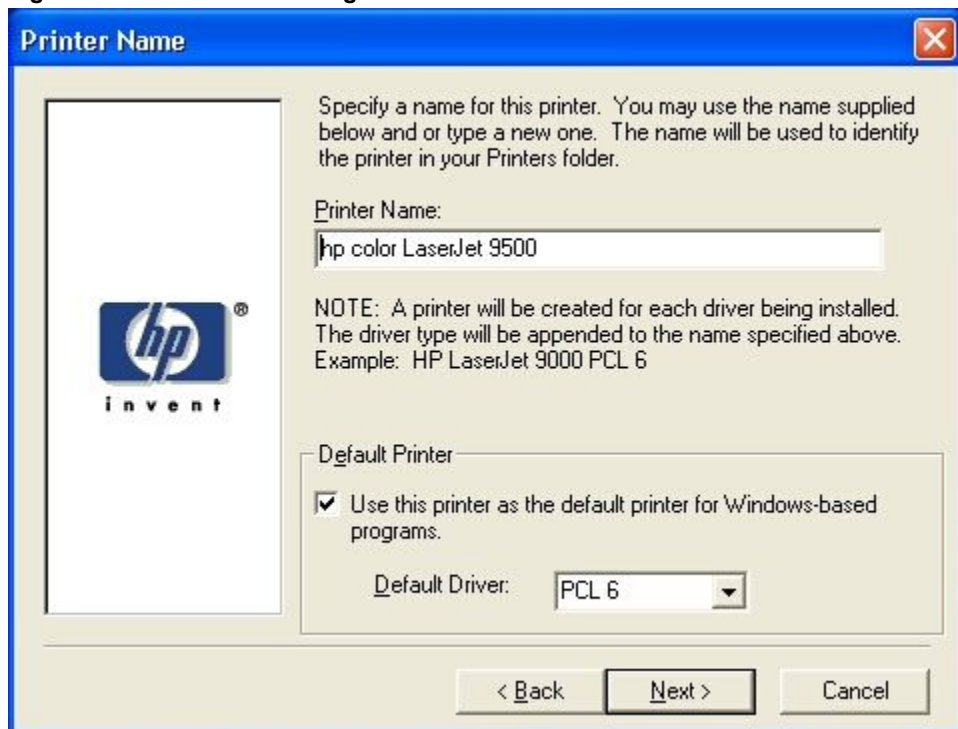 Printer Name
Specify a name for this printer. You may use the name supplied
below and or type a new one. The name will be used to identify
the printer in your Printers folder.
Printer Name:
hp color LaserJet 9500
NOTE: A printer will be created for each driver being installed.
The driver type will be appended to the name specified above.
Example: HP LaserJet 9000 PCL 6
hp ®
invent
Default Printer
Use this printer as the default printer for Windows-based
programs.
Default Driver: PCL 6
< Back Next > Cancel